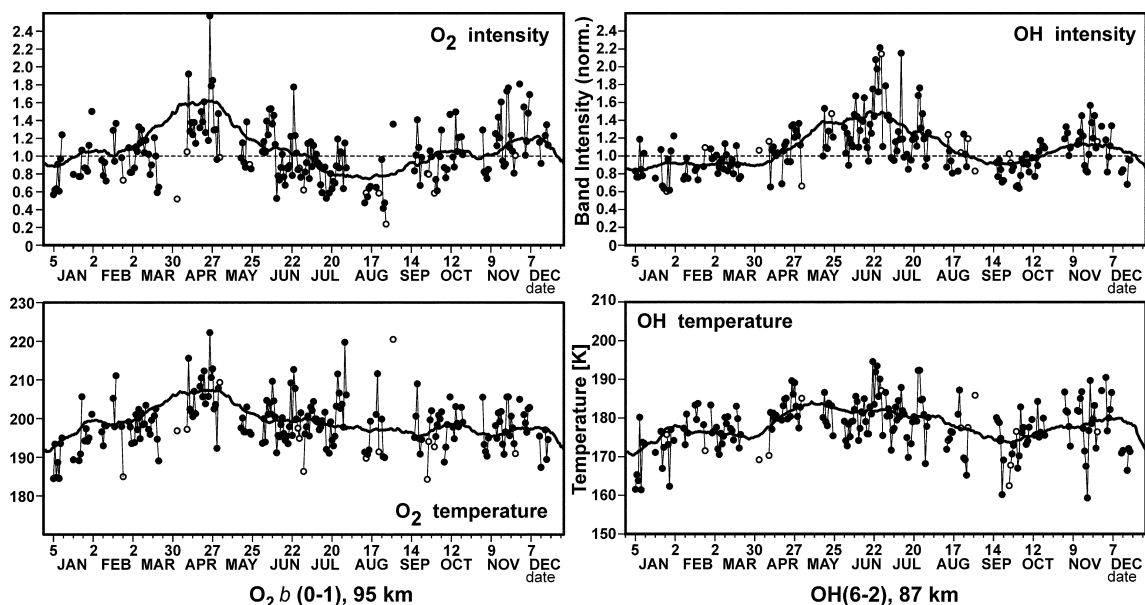 O2 intensity
2.4
2.2
2.0
1.8
1.6
1.4
1.2
1.0
0.8
0.6
0.4
0.2
0
5 2 2 30 27 25 22 20 17 14 12 9 7
JAN FEB MAR APR MAY JUN JUL AUG SEP OCT NOV DEC
date
OH intensity
Band Intensity (norm.)
2.4
2.2
2.0
1.8
1.6
1.4
1.2
1.0
0.8
0.6
0.4
0.2
0
5 2 2 30 27 25 22 20 17 14 12 9 7
JAN FEB MAR APR MAY JUN JUL AUG SEP OCT NOV DEC
date
230
220
210
200
190
180
O2 temperature
5 2 2 30 27 25 22 20 17 14 12 9 7
JAN FEB MAR APR MAY JUN JUL AUG SEP OCT NOV DEC
date
O2 b (0-1), 95 km
OH temperature
Temperature [K]
210
200
190
180
170
160
150
5 2 2 30 27 25 22 20 17 14 12 9 7
JAN FEB MAR APR MAY JUN JUL AUG SEP OCT NOV DEC
date
OH(6-2), 87 km